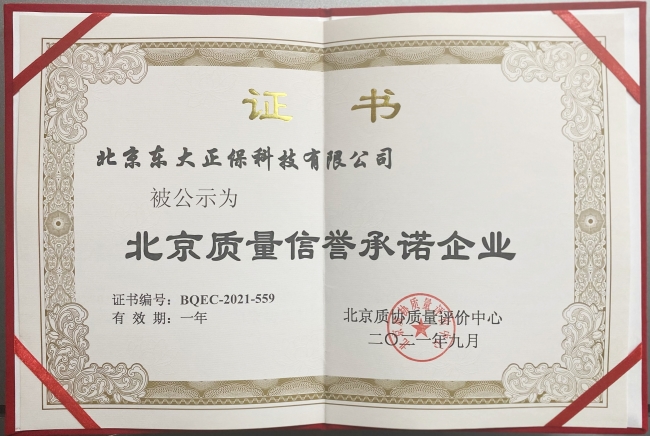 证书
北京东大正保科技有限公司
被公示为
北京质量信誉承诺企业
证书编号：BQEC-2021-559
有效期：一年
北京质协质量评价中心
二〇二一年九月